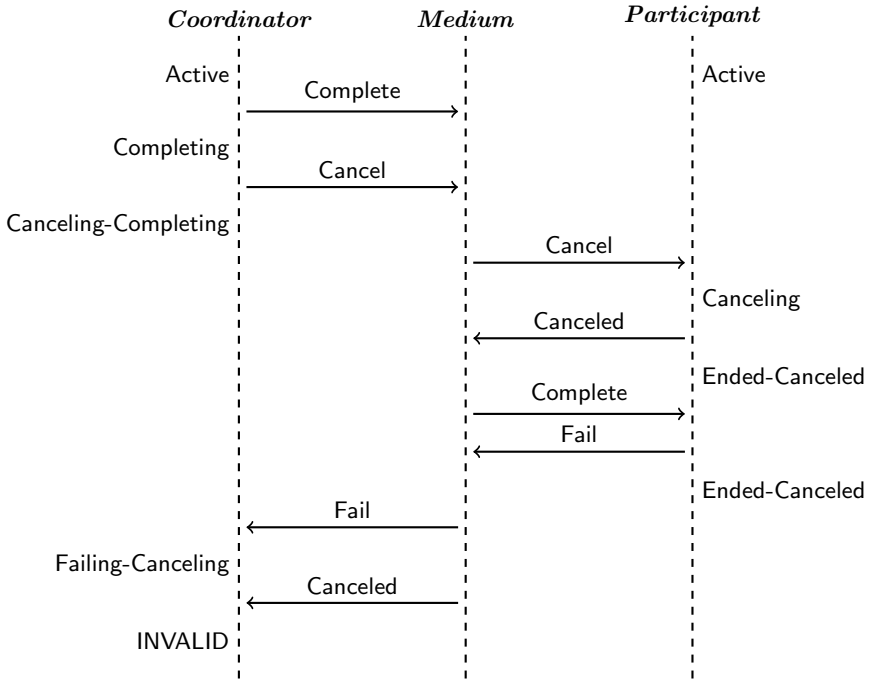 Coordinator Medium Participant
Active Active
Complete
Completing
Cancel
Canceling-Completing
Cancel
Canceling
Canceled
Ended-Canceled
Complete
Fail
Ended-Canceled
Fail
Failing-Canceling
Canceled
INVALID